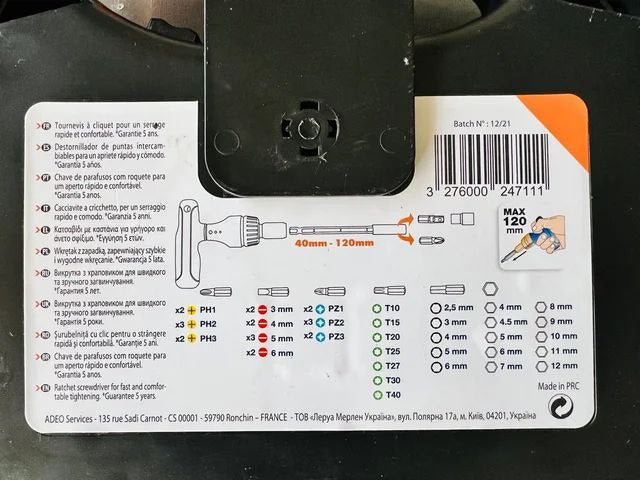 FR Tournevis à cliquet pour un serrage
rapide et confortable. *Garantie 5 ans.
ES Destornillador de puntas intercam-
biables para un apriete rápido y cómodo.
*Garantía 5 años.
PT Chave de parafusos com roquete para
um aperto rápido e confortável.
*Garantia 5 anos.
IT Cacciavite a cricchetto, per un serraggio
rapido e comodo. *Garanzia 5 anni.
EL Κατσαβίδι με καστάνια για γρήγορο και
άνετο σφίξιμο. *Εγγύηση 5 ετών.
PL Wkrętak z zapadką, zapewniający szybkie
i wygodne wkręcanie. *Gwarancja 5 lata.
RU Викрутка з храповиком для швидкого
та зручного загвинчування.
*Гарантия 5 лет.
UK Викрутка з храповиком для швидкого
та зручного загвинчування.
*Гарантія 5 роки.
RO Şurubelniţă cu clic pentru o strângere
rapidă şi confortabilă. *Garanţie 5 ani.
BR Chave de parafusos com roquete para
um aperto rápido e confortável.
*Garantia 5 anos.
EN Ratchet screwdriver for fast and comfor-
table tightening. *Guarantee 5 years.
Batch N° : 12/21
3 276000 247111
MAX
120
mm
40mm - 120mm
x2 PH1
x3 PH2
x2 PH3
x2 3 mm
x2 4 mm
x3 5 mm
x2 6 mm
x2 PZ1
x3 PZ2
x2 PZ3
T10
T15
T20
T25
T27
T30
T40
2,5 mm
3 mm
4 mm
5 mm
6 mm
4 mm
4.5 mm
5 mm
6 mm
7 mm
8 mm
9 mm
10 mm
11 mm
12 mm
Made in PRC
ADEO Services - 135 rue Sadi Carnot - CS 00001 - 59790 Ronchin – FRANCE - ТОВ «Леруа Мерлен Україна», вул. Полярна 17а, м. Київ, 04201, Україна